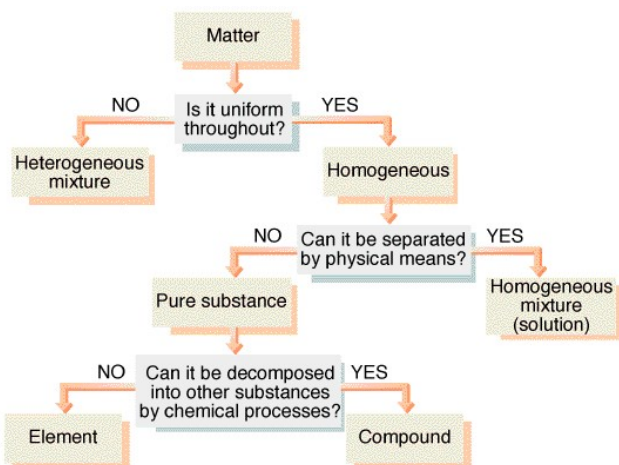 Matter
NO
Is it uniform
throughout?
YES
Heterogeneous
mixture
Homogeneous
NO
Can it be separated
by physical means?
YES
Pure substance
Homogeneous
mixture
(solution)
NO
Can it be decomposed
into other substances
by chemical processes?
YES
Element
Compound